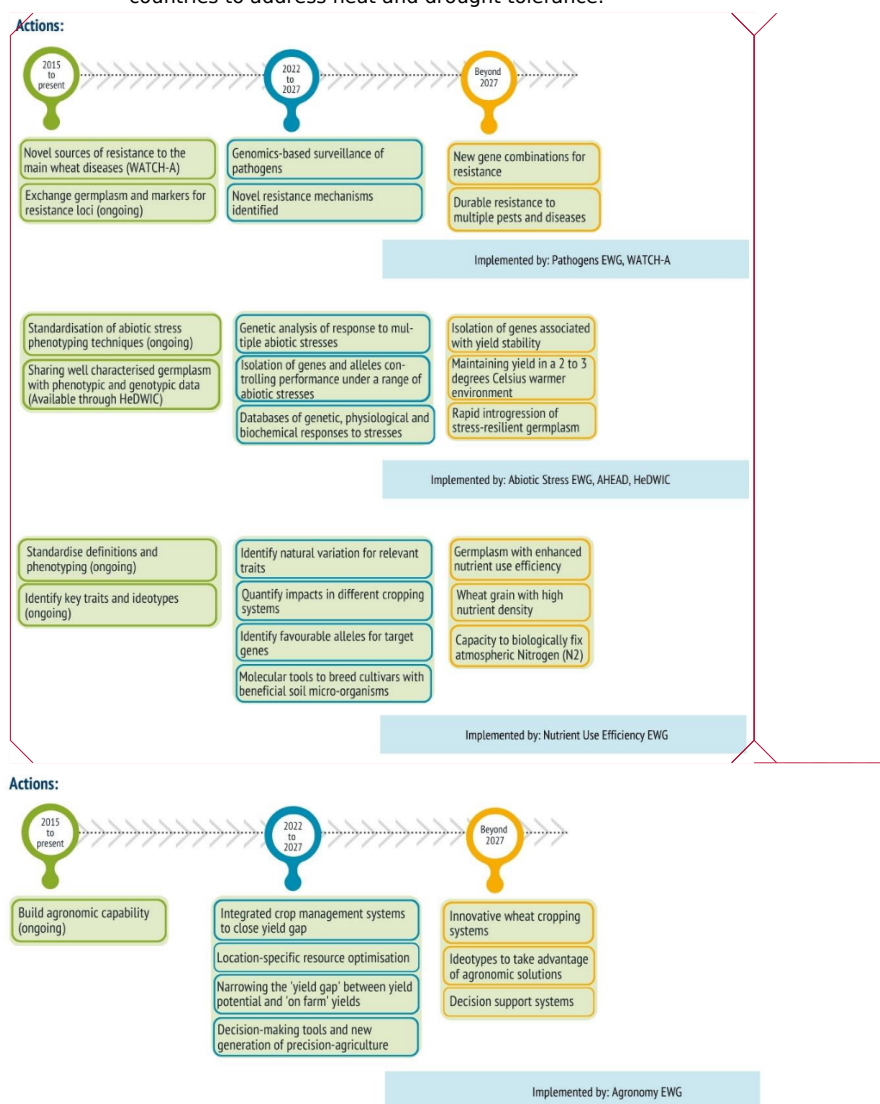 countries to address heat and drought tolerance.
Actions:
2015
to
present
2022
to
2027
Beyond
2027
Novel sources of resistance to the
main wheat diseases (WATCH-A)
Exchange germplasm and markers for
resistance loci (ongoing)
Genomics-based surveillance of
pathogens
Novel resistance mechanisms
identified
New gene combinations for
resistance
Durable resistance to
multiple pests and diseases
Implemented by: Pathogens EWG, WATCH-A
Standardisation of abiotic stress
phenotyping techniques (ongoing)
Sharing well characterised germplasm
with phenotypic and genotypic data
(Available through HeDWIC)
Genetic analysis of response to mul-
tiple abiotic stresses
Isolation of genes and alleles con-
trolling performance under a range of
abiotic stresses
Databases of genetic, physiological and
biochemical responses to stresses
Isolation of genes associated
with yield stability
Maintaining yield in a 2 to 3
degrees Celsius warmer
environment
Rapid introgression of
stress-resilient germplasm
Implemented by: Abiotic Stress EWG, AHEAD, HeDWIC
Standardise definitions and
phenotyping (ongoing)
Identify key traits and ideotypes
(ongoing)
Identify natural variation for relevant
traits
Quantify impacts in different cropping
systems
Identify favourable alleles for target
genes
Molecular tools to breed cultivars with
beneficial soil micro-organisms
Germplasm with enhanced
nutrient use efficiency
Wheat grain with high
nutrient density
Capacity to biologically fix
atmospheric Nitrogen (N2)
Implemented by: Nutrient Use Efficiency EWG
Actions:
2015
to
present
2022
to
2027
Beyond
2027
Build agronomic capability
(ongoing)
Integrated crop management systems
to close yield gap
Location-specific resource optimisation
Narrowing the 'yield gap' between yield
potential and 'on farm' yields
Decision-making tools and new
generation of precision-agriculture
Innovative wheat cropping
systems
Ideotypes to take advantage
of agronomic solutions
Decision support systems
Implemented by: Agronomy EWG